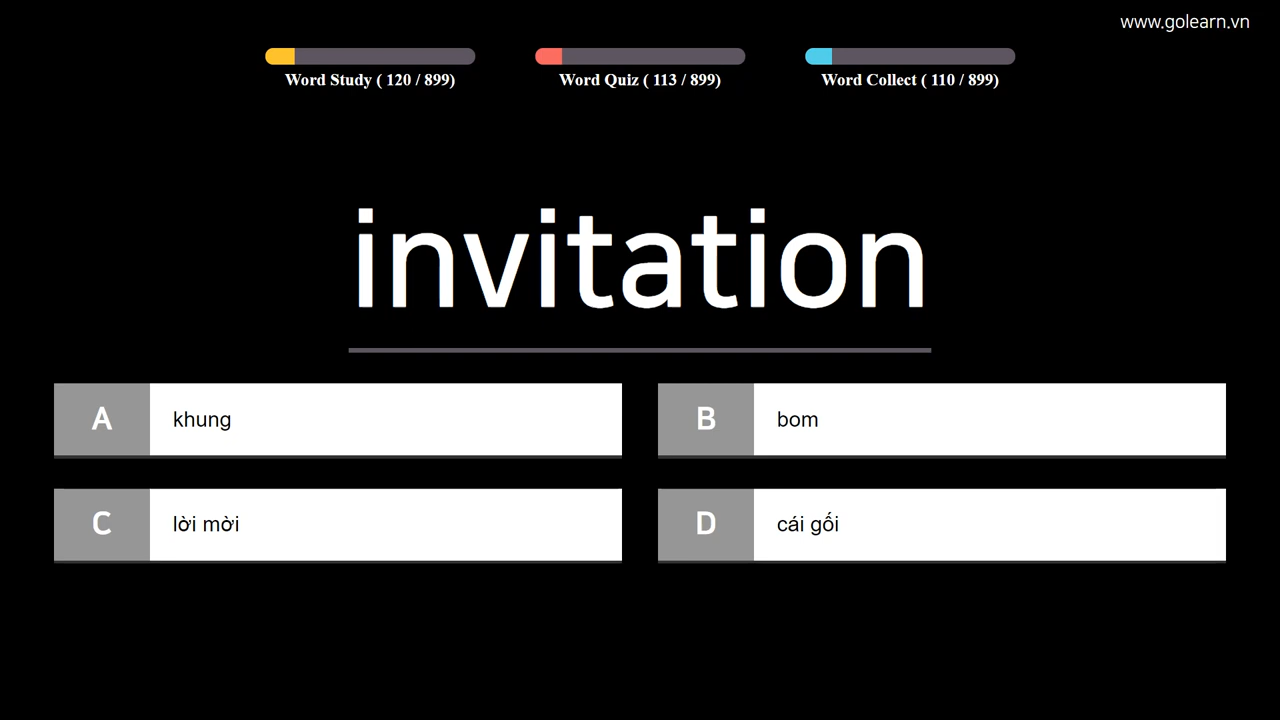 www.golearn.vn
Word Study ( 120 / 899)
Word Quiz ( 113 / 899)
Word Collect ( 110 / 899)
invitation
A khung
B bom
C lời mời
D cái gối